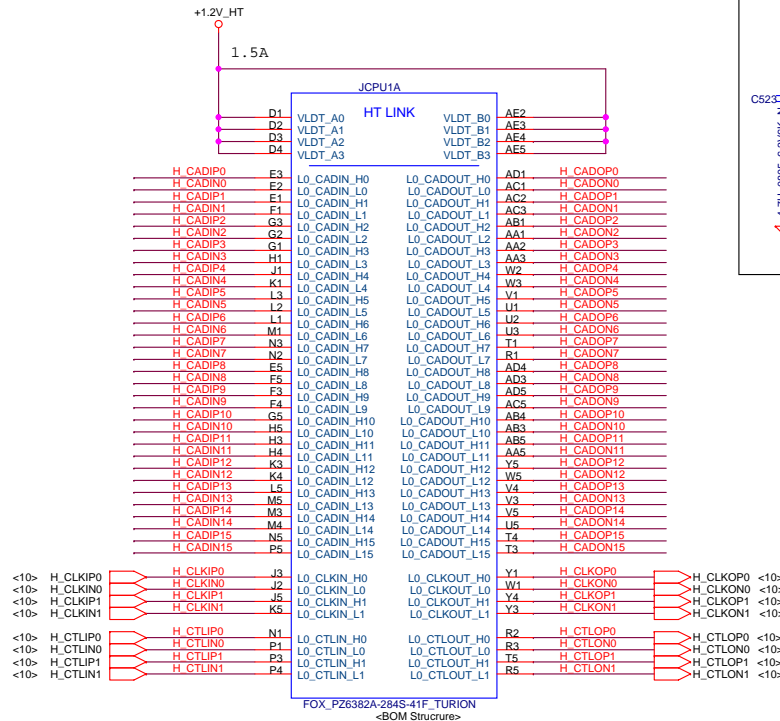 +1.2V_HT
1.5A
JCPU1A
HT LINK
C523
D1 VLDT_A0 VLDT_B0 AE2
D2 VLDT_A1 VLDT_B1 AE3
D3 VLDT_A2 VLDT_B2 AE4
D4 VLDT_A3 VLDT_B3 AE5
H_CADIP0 E3 L0_CADIN_H0 L0_CADOUT_H0 AD1 H_CADOP0
H_CADIN0 E2 L0_CADIN_L0 L0_CADOUT_L0 AC1 H_CADON0
H_CADIP1 E1 L0_CADIN_H1 L0_CADOUT_H1 AC2 H_CADOP1
H_CADIN1 F1 L0_CADIN_L1 L0_CADOUT_L1 AC3 H_CADON1
H_CADIP2 G3 L0_CADIN_H2 L0_CADOUT_H2 AB1 H_CADOP2
H_CADIN2 G2 L0_CADIN_L2 L0_CADOUT_L2 AA1 H_CADON2
H_CADIP3 G1 L0_CADIN_H3 L0_CADOUT_H3 AA2 H_CADOP3
H_CADIN3 H1 L0_CADIN_L3 L0_CADOUT_L3 AA3 H_CADON3
H_CADIP4 J1 L0_CADIN_H4 L0_CADOUT_H4 W2 H_CADOP4
H_CADIN4 K1 L0_CADIN_L4 L0_CADOUT_L4 W3 H_CADON4
H_CADIP5 L3 L0_CADIN_H5 L0_CADOUT_H5 V1 H_CADOP5
H_CADIN5 L2 L0_CADIN_L5 L0_CADOUT_L5 U1 H_CADON5
H_CADIP6 L1 L0_CADIN_H6 L0_CADOUT_H6 U2 H_CADOP6
H_CADIN6 M1 L0_CADIN_L6 L0_CADOUT_L6 U3 H_CADON6
H_CADIP7 N3 L0_CADIN_H7 L0_CADOUT_H7 T1 H_CADOP7
H_CADIN7 N2 L0_CADIN_L7 L0_CADOUT_L7 R1 H_CADON7
H_CADIP8 E5 L0_CADIN_H8 L0_CADOUT_H8 AD4 H_CADOP8
H_CADIN8 F5 L0_CADIN_L8 L0_CADOUT_L8 AD3 H_CADON8
H_CADIP9 F3 L0_CADIN_H9 L0_CADOUT_H9 AD5 H_CADOP9
H_CADIN9 F4 L0_CADIN_L9 L0_CADOUT_L9 AC5 H_CADON9
H_CADIP10 G5 L0_CADIN_H10 L0_CADOUT_H10 AB4 H_CADOP10
H_CADIN10 H5 L0_CADIN_L10 L0_CADOUT_L10 AB3 H_CADON10
H_CADIP11 H3 L0_CADIN_H11 L0_CADOUT_H11 AB5 H_CADOP11
H_CADIN11 H4 L0_CADIN_L11 L0_CADOUT_L11 AA5 H_CADON11
H_CADIP12 K3 L0_CADIN_H12 L0_CADOUT_H12 Y5 H_CADOP12
H_CADIN12 K4 L0_CADIN_L12 L0_CADOUT_L12 W5 H_CADON12
H_CADIP13 L5 L0_CADIN_H13 L0_CADOUT_H13 V4 H_CADOP13
H_CADIN13 M5 L0_CADIN_L13 L0_CADOUT_L13 V3 H_CADON13
H_CADIP14 M3 L0_CADIN_H14 L0_CADOUT_H14 V5 H_CADOP14
H_CADIN14 M4 L0_CADIN_L14 L0_CADOUT_L14 U5 H_CADON14
H_CADIP15 N5 L0_CADIN_H15 L0_CADOUT_H15 T4 H_CADOP15
H_CADIN15 P5 L0_CADIN_L15 L0_CADOUT_L15 T3 H_CADON15
<10> H_CLKIP0 H_CLKIP0 J3 L0_CLKIN_H0 L0_CLKOUT_H0 Y1 H_CLKOP0 H_CLKOP0 <10>
<10> H_CLKIN0 H_CLKIN0 J2 L0_CLKIN_L0 L0_CLKOUT_L0 W1 H_CLKON0 H_CLKON0 <10>
<10> H_CLKIP1 H_CLKIP1 J5 L0_CLKIN_H1 L0_CLKOUT_H1 Y4 H_CLKOP1 H_CLKOP1 <10>
<10> H_CLKIN1 H_CLKIN1 K5 L0_CLKIN_L1 L0_CLKOUT_L1 Y3 H_CLKON1 H_CLKON1 <10>
<10> H_CTLIP0 H_CTLIP0 N1 L0_CTLIN_H0 L0_CTLOUT_H0 R2 H_CTLOP0 H_CTLOP0 <10>
<10> H_CTLIN0 H_CTLIN0 P1 L0_CTLIN_L0 L0_CTLOUT_L0 R3 H_CTLON0 H_CTLON0 <10>
<10> H_CTLIP1 H_CTLIP1 P3 L0_CTLIN_H1 L0_CTLOUT_H1 T5 H_CTLOP1 H_CTLOP1 <10>
<10> H_CTLIN1 H_CTLIN1 P4 L0_CTLIN_L1 L0_CTLOUT_L1 R5 H_CTLON1 H_CTLON1 <10>
FOX_PZ6382A-284S-41F_TURION
<BOM Strucrure>